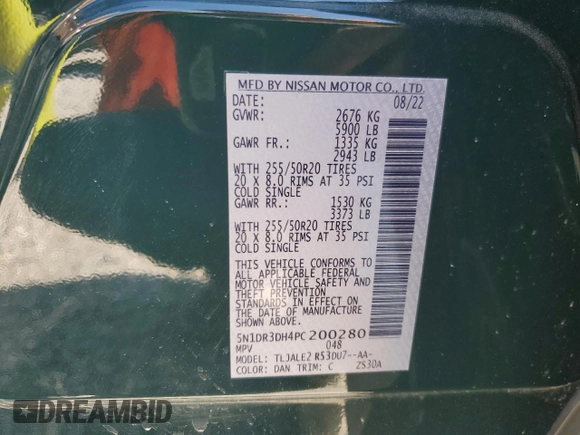 MFD BY NISSAN MOTOR CO., LTD.
DATE: 08/22
GVWR: 2676 KG
5900 LB
GAWR FR.: 1335 KG
2943 LB
WITH 255/50R20 TIRES
20 X 8.0 RIMS AT 35 PSI
COLD SINGLE
GAWR RR.: 1530 KG
3373 LB
WITH 255/50R20 TIRES
20 X 8.0 RIMS AT 35 PSI
COLD SINGLE
THIS VEHICLE CONFORMS TO
ALL APPLICABLE FEDERAL
MOTOR VEHICLE SAFETY AND
THEFT PREVENTION
STANDARDS IN EFFECT ON
THE DATE OF MANUFACTURE
SHOWN ABOVE.
5N1DR3DH4PC200280
MPV 048
MODEL: TLJALE2 R53DU7--AA-
COLOR: DAN TRIM: C ZS30A
DREAMBID